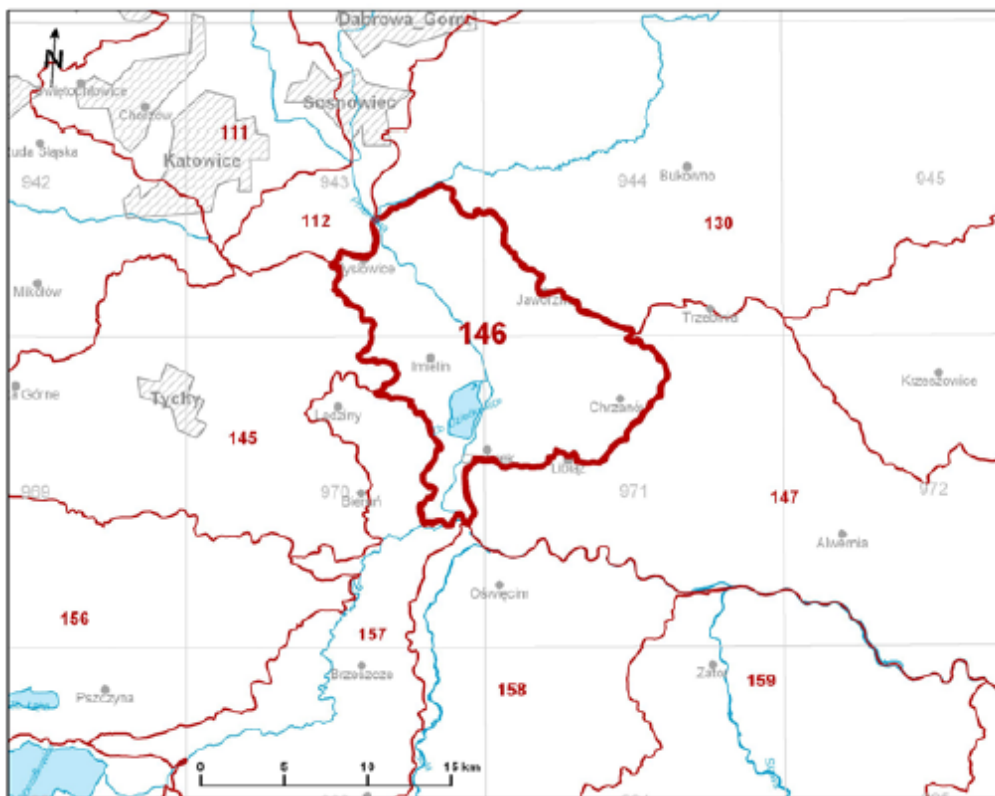 Dąbrowa_Górni
N
Świętochłowice
Chorzów
Sosnowiec
111
Ruda Śląska
Katowice
942
943
944
Bukowno
945
112
130
Mysłowice
Mikołów
Jaworzno
Trzebinia
146
Imielin
Krzeszowice
Górne
Tychy
Lędziny
Chrzanów
145
Libiąż
969
970
Bieruń
971
147
972
Alwernia
Oświęcim
156
157
Brzeszcze
Zator
158
159
Pszczyna
0 5 10 15 km